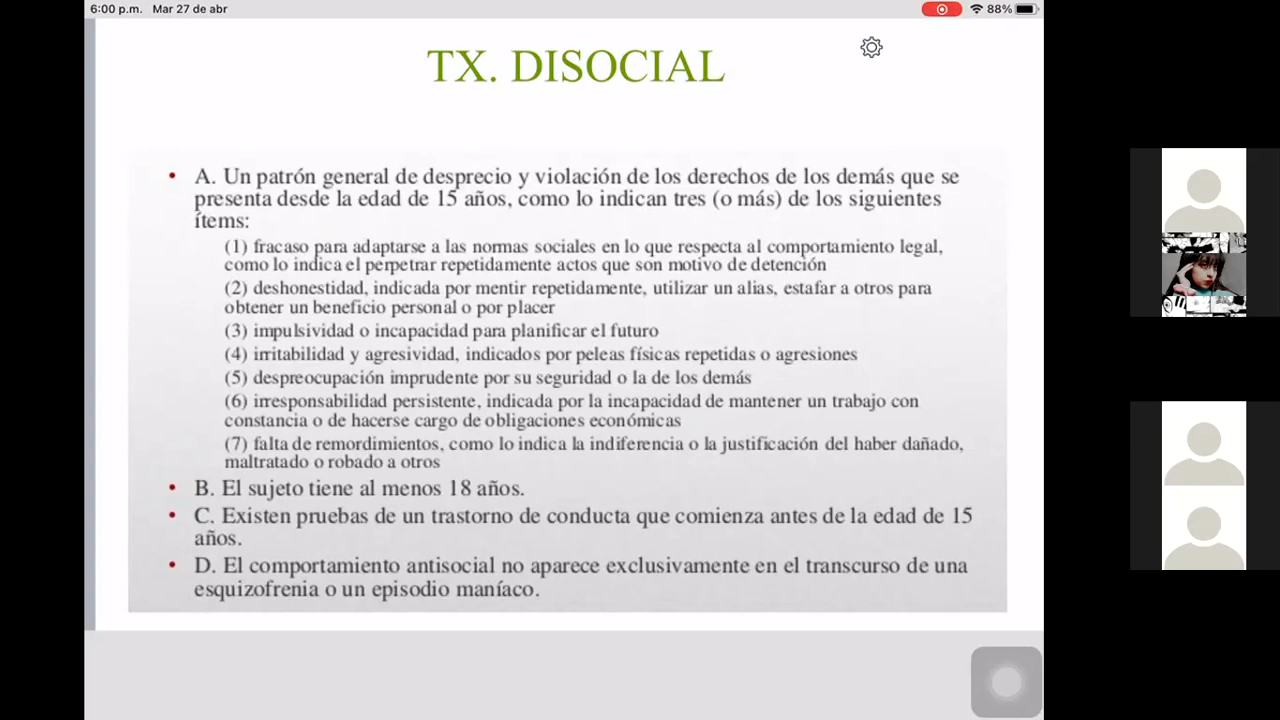 6:00 p.m. Mar 27 de abr
88%
TX. DISOCIAL
• A. Un patrón general de desprecio y violación de los derechos de los demás que se
presenta desde la edad de 15 años, como lo indican tres (o más) de los siguientes
ítems:
(1) fracaso para adaptarse a las normas sociales en lo que respecta al comportamiento legal,
como lo indica el perpetrar repetidamente actos que son motivo de detención
(2) deshonestidad, indicada por mentir repetidamente, utilizar un alias, estafar a otros para
obtener un beneficio personal o por placer
(3) impulsividad o incapacidad para planificar el futuro
(4) irritabilidad y agresividad, indicados por peleas físicas repetidas o agresiones
(5) despreocupación imprudente por su seguridad o la de los demás
(6) irresponsabilidad persistente, indicada por la incapacidad de mantener un trabajo con
constancia o de hacerse cargo de obligaciones económicas
(7) falta de remordimientos, como lo indica la indiferencia o la justificación del haber dañado,
maltratado o robado a otros
• B. El sujeto tiene al menos 18 años.
• C. Existen pruebas de un trastorno de conducta que comienza antes de la edad de 15
años.
• D. El comportamiento antisocial no aparece exclusivamente en el transcurso de una
esquizofrenia o un episodio maníaco.